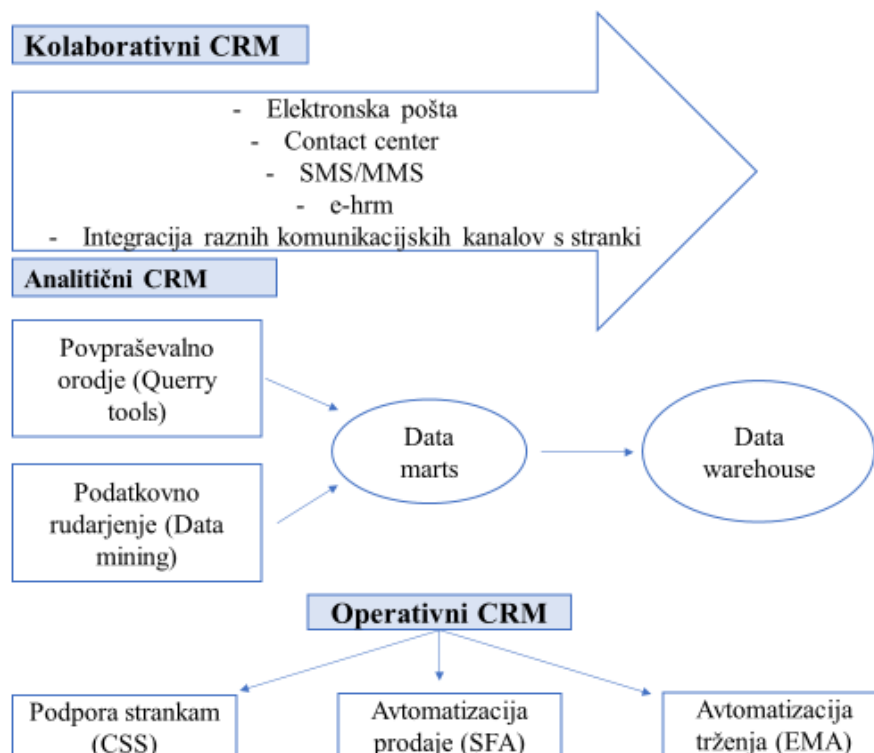 Kolaborativni CRM
- Elektronska pošta
- Contact center
- SMS/MMS
- e-hrm
- Integracija raznih komunikacijskih kanalov s stranki
Analitični CRM
Povpraševalno
orodje (Querry
tools)
Podatkovno
rudarjenje (Data
mining)
Data
marts
Data
warehouse
Operativni CRM
Podpora strankam
(CSS)
Avtomatizacija
prodaje (SFA)
Avtomatizacija
trženja (EMA)